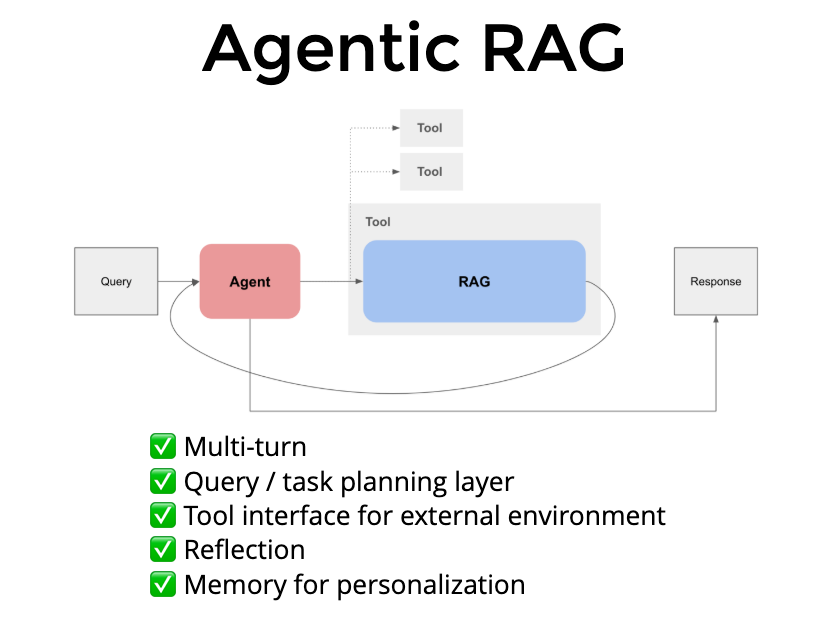 Agentic RAG
Tool
Tool
Tool
Query
Agent
RAG
Response
✅ Multi-turn
✅ Query / task planning layer
✅ Tool interface for external environment
✅ Reflection
✅ Memory for personalization